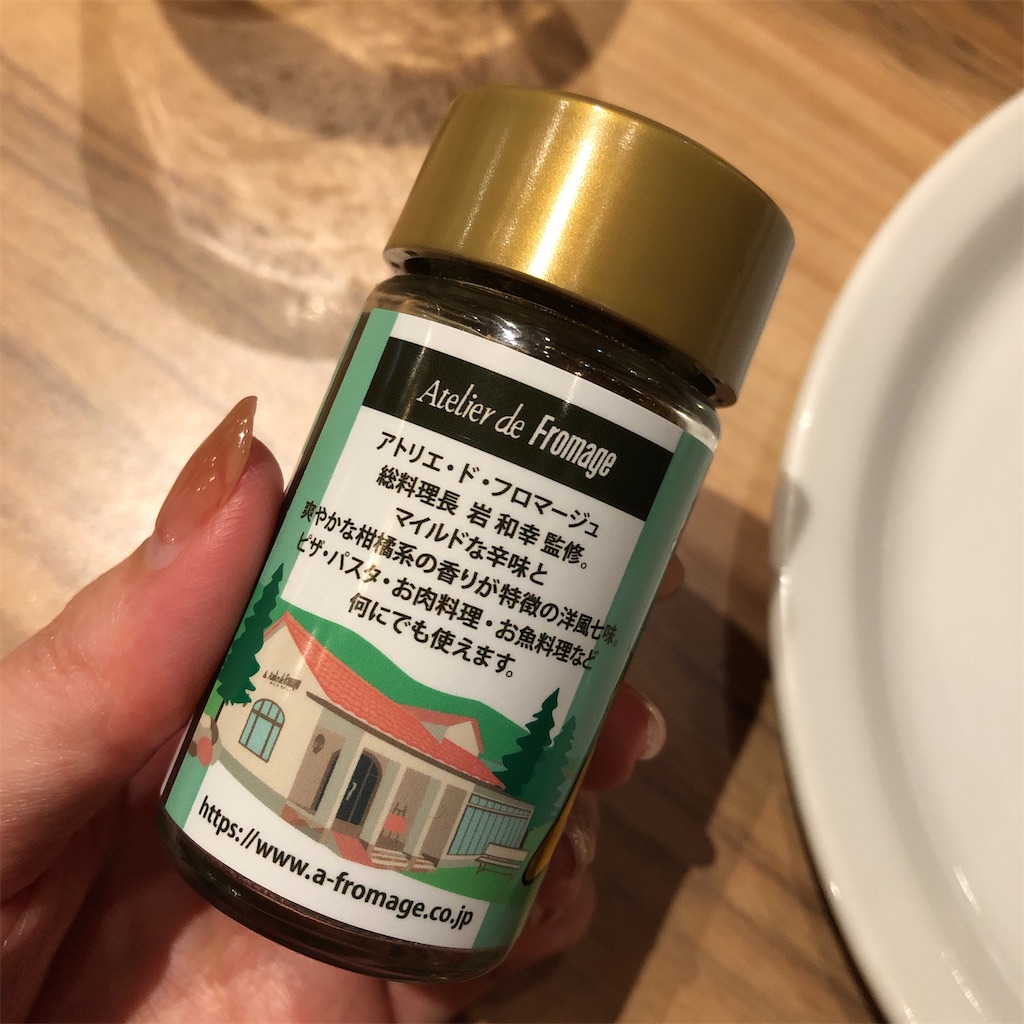 Atelier de Fromage
アトリエ・ド・フロマージュ
総料理長 岩 和幸 監修。
マイルドな辛味と
爽やかな柑橘系の香りが特徴の洋風七味。
ピザ・パスタ・お肉料理・お魚料理など
何にでも使えます。
Atelier de Fromage
https://www.a-fromage.co.jp